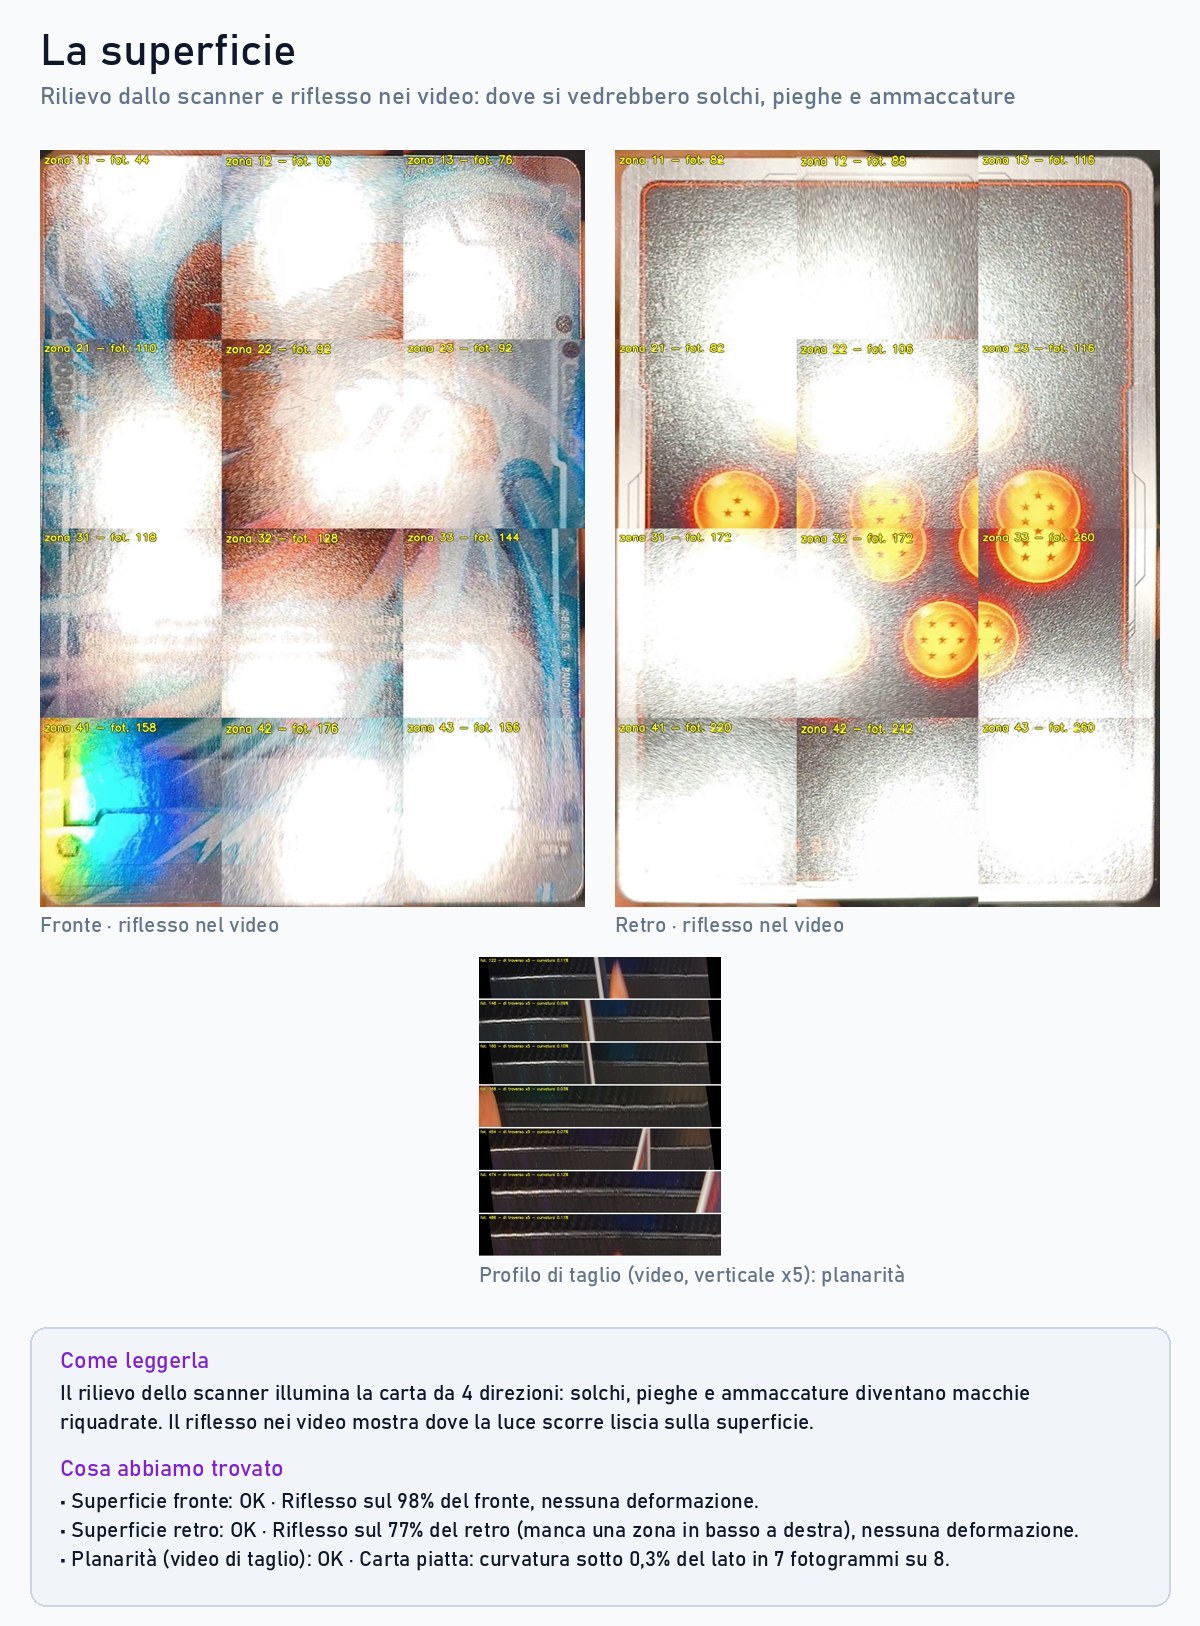 La superficie
Rilievo dallo scanner e riflesso nei video: dove si vedrebbero solchi, pieghe e ammaccature
zona 11 - fot. 44
zona 12 - fot. 66
zona 13 - fot. 76
zona 11 - fot. 82
zona 12 - fot. 88
zona 13 - fot. 116
zona 21 - fot. 110
zona 22 - fot. 92
zona 23 - fot. 92
zona 21 - fot. 82
zona 22 - fot. 106
zona 23 - fot. 116
zona 31 - fot. 118
zona 32 - fot. 128
zona 33 - fot. 144
zona 31 - fot. 172
zona 32 - fot. 172
zona 33 - fot. 260
zona 41 - fot. 158
zona 42 - fot. 176
zona 43 - fot. 156
zona 41 - fot. 220
zona 42 - fot. 242
zona 43 - fot. 260
Fronte · riflesso nel video
Retro · riflesso nel video
Profilo di taglio (video, verticale x5): planarità
Come leggerla
Il rilievo dello scanner illumina la carta da 4 direzioni: solchi, pieghe e ammaccature diventano macchie
riquadrate. Il riflesso nei video mostra dove la luce scorre liscia sulla superficie.
Cosa abbiamo trovato
• Superficie fronte: OK · Riflesso sul 98% del fronte, nessuna deformazione.
• Superficie retro: OK · Riflesso sul 77% del retro (manca una zona in basso a destra), nessuna deformazione.
• Planarità (video di taglio): OK · Carta piatta: curvatura sotto 0,3% del lato in 7 fotogrammi su 8.